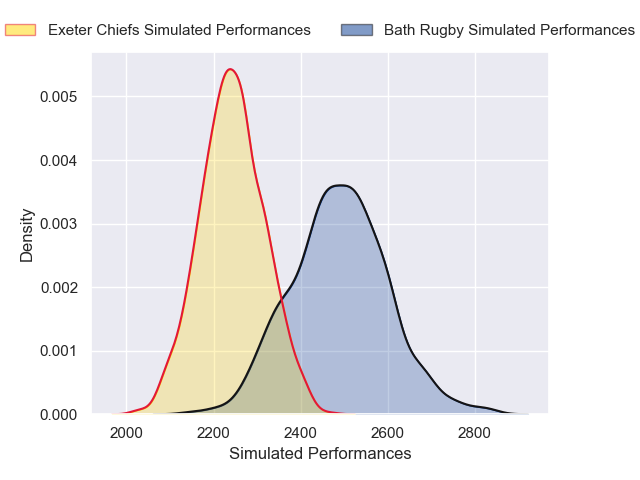 Exeter Chiefs Simulated Performances
Bath Rugby Simulated Performances
0.005
0.004
0.003
0.002
0.001
0.000
Density
2000
2200
2400
2600
2800
Simulated Performances